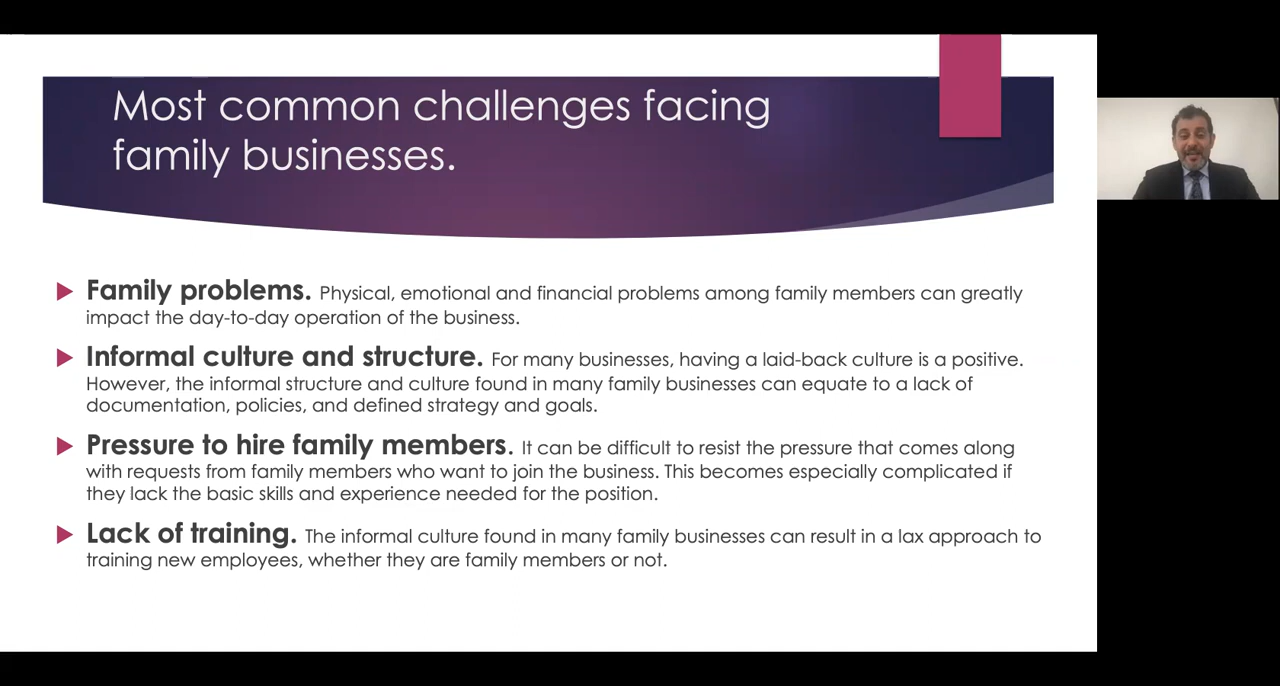 Most common challenges facing
family businesses.
Family problems. Physical, emotional and financial problems among family members can greatly
impact the day-to-day operation of the business.
Informal culture and structure. For many businesses, having a laid-back culture is a positive.
However, the informal structure and culture found in many family businesses can equate to a lack of
documentation, policies, and defined strategy and goals.
Pressure to hire family members. It can be difficult to resist the pressure that comes along
with requests from family members who want to join the business. This becomes especially complicated if
they lack the basic skills and experience needed for the position.
Lack of training. The informal culture found in many family businesses can result in a lax approach to
training new employees, whether they are family members or not.